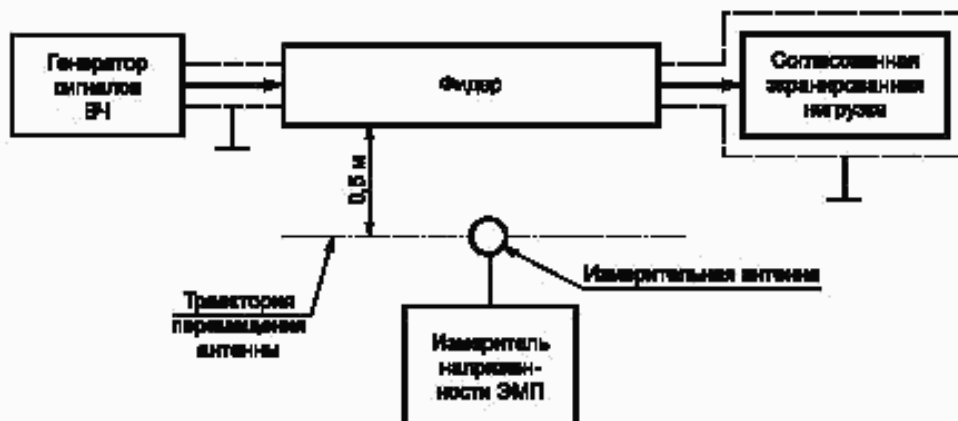 Генератор
сигналов
ВЧ
Фидер
Согласованная
экранированная
нагрузка
0,5 м
Траектория
перемещения
антенны
Измерительная антенна
Измеритель
напряжен-
ности ЭМП